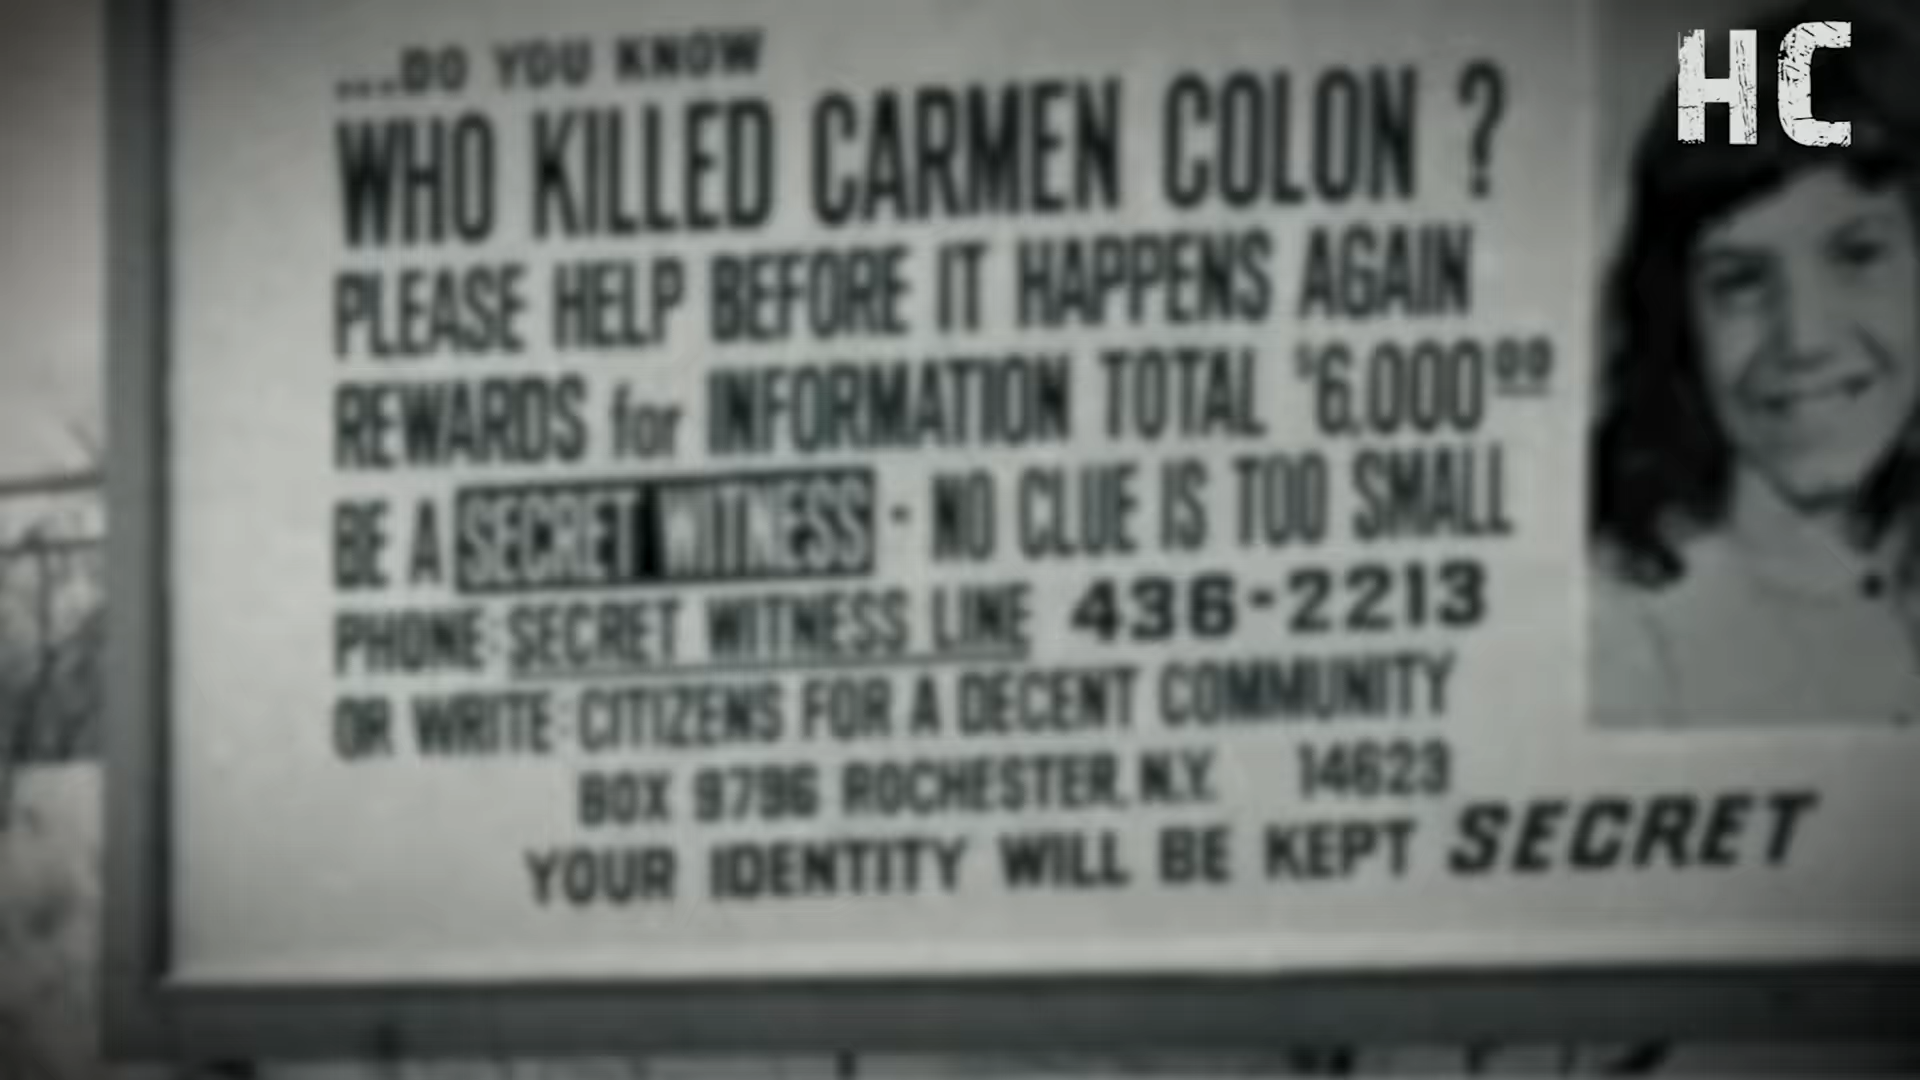 HC
...DO YOU KNOW
WHO KILLED CARMEN COLON ?
PLEASE HELP BEFORE IT HAPPENS AGAIN
REWARDS for INFORMATION TOTAL $6,000.00
BE A SECRET WITNESS - NO CLUE IS TOO SMALL
PHONE: SECRET WITNESS LINE 436-2213
OR WRITE: CITIZENS FOR A DECENT COMMUNITY
BOX 9796 ROCHESTER, N.Y. 14623
YOUR IDENTITY WILL BE KEPT SECRET